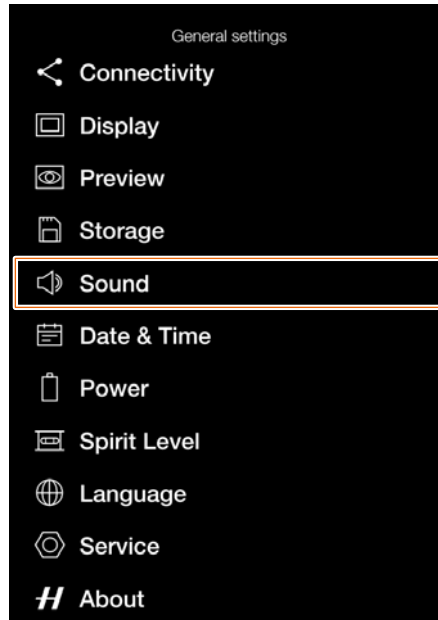 General settings
Connectivity
Display
Preview
Storage
Sound
Date & Time
Power
Spirit Level
Language
Service
About